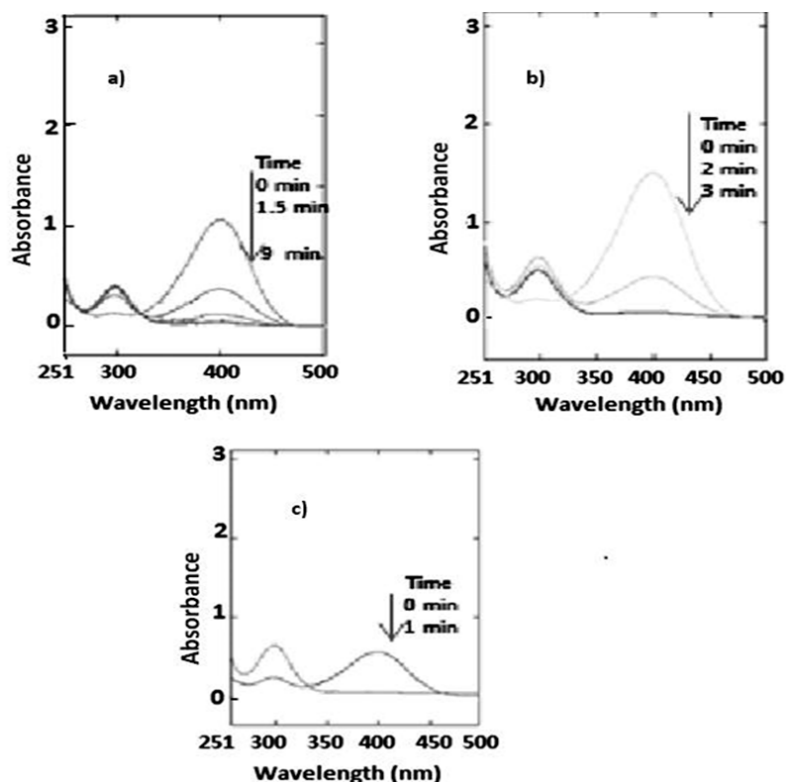 3
a)
2
Time
0 min
1.5 min
9 min
1
0
Absorbance
251 300 400 500
Wavelength (nm)
3
b)
2
Time
0 min
2 min
3 min
1
0
Absorbance
251 300 350 400 450 500
Wavelength (nm)
3
c)
2
Time
0 min
1 min
1
0
Absorbance
251 300 350 400 450 500
Wavelength (nm)